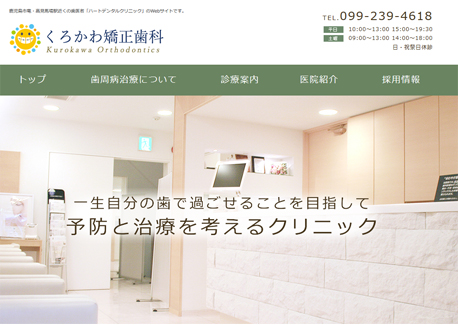 鹿児島市電・高見馬場駅近くの歯医者「ハートデンタルクリニック」のWebサイトです。
くろかわ矯正歯科
Kurokawa Orthodontics
TEL.099-239-4618
平日 10:00〜13:00 15:00〜19:30
土曜 09:00〜13:00 14:00〜18:00
日・祝祭日休診
トップ 歯周病治療について 診療案内 医院紹介 採用情報
一生自分の歯で過ごせることを目指して
予防と治療を考えるクリニック